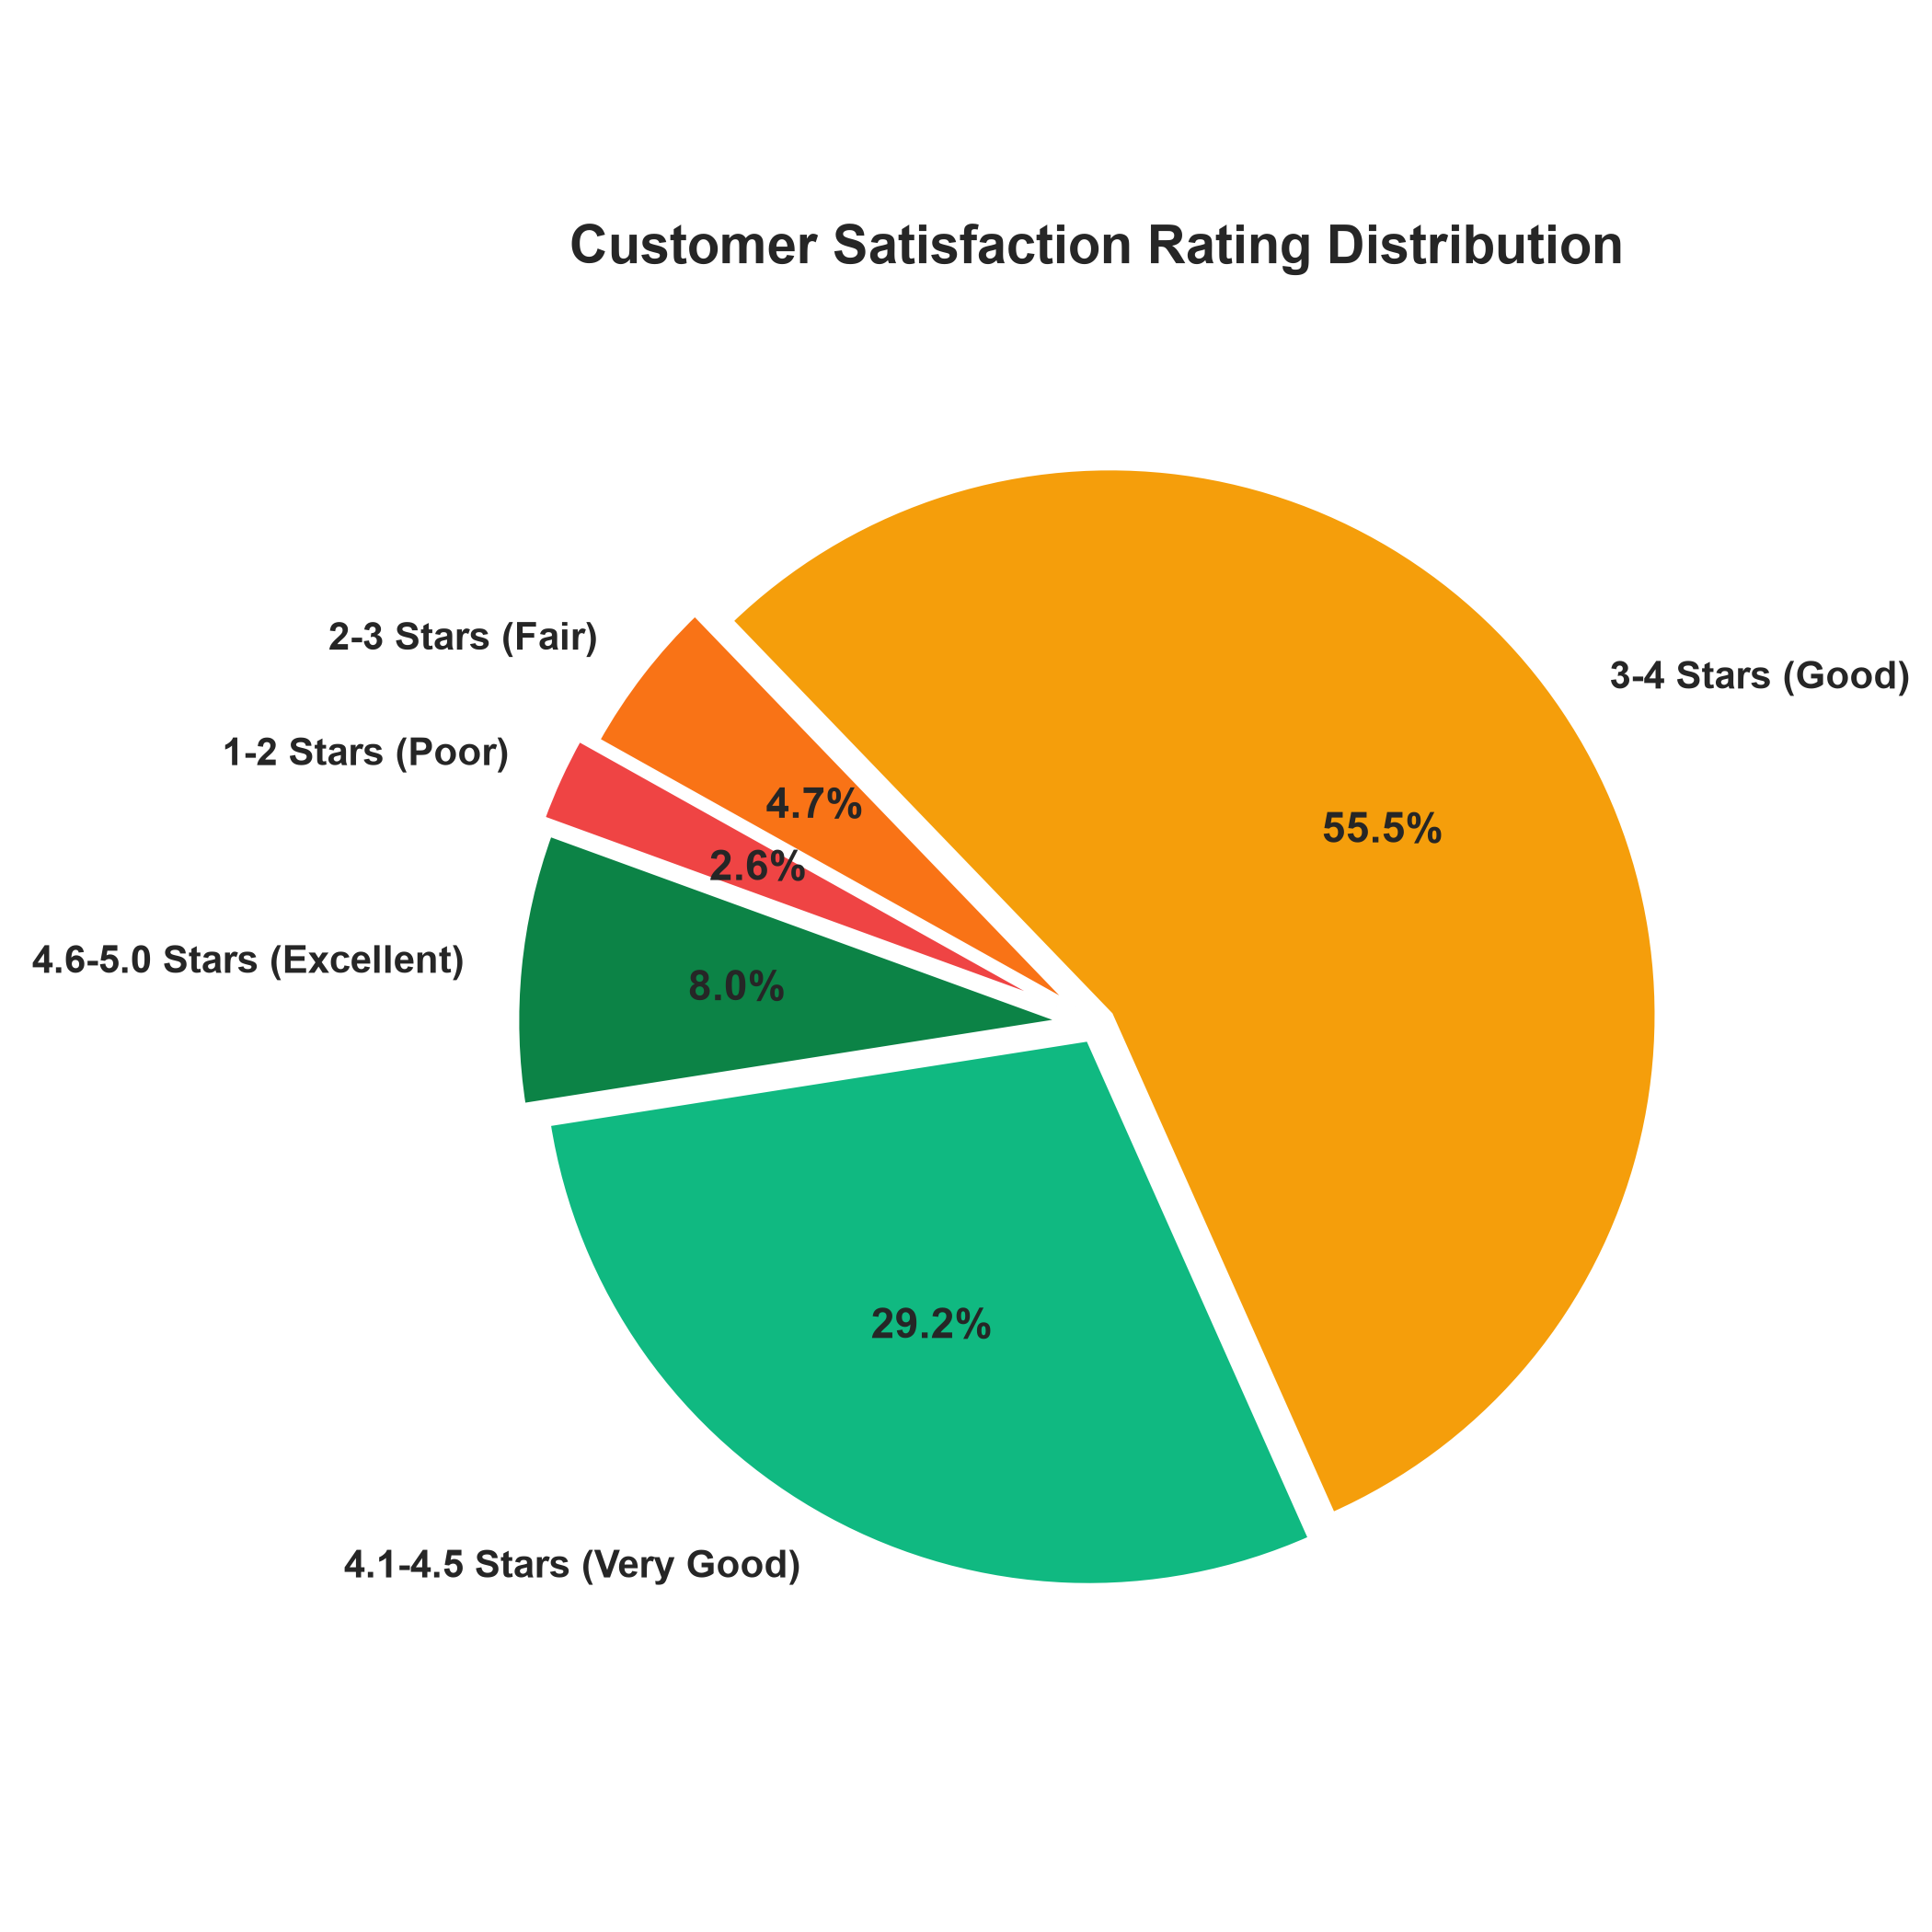 Customer Satisfaction Rating Distribution
2-3 Stars (Fair)
3-4 Stars (Good)
1-2 Stars (Poor)
4.7%
55.5%
2.6%
4.6-5.0 Stars (Excellent)
8.0%
29.2%
4.1-4.5 Stars (Very Good)